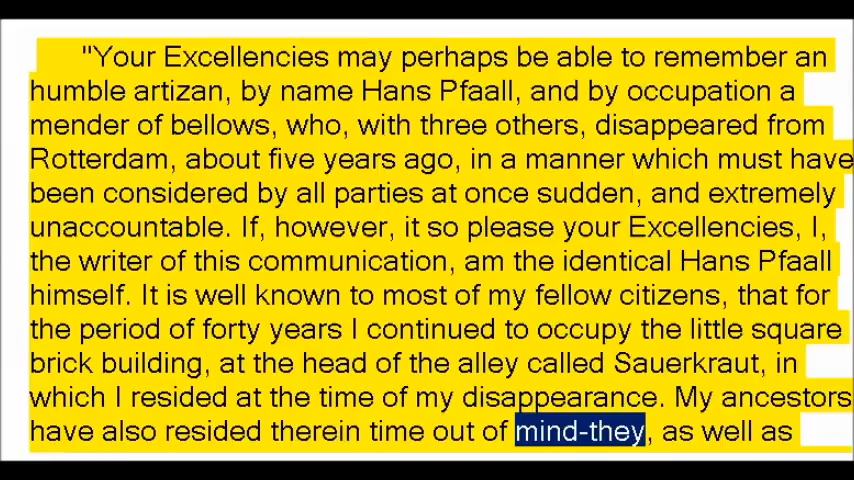 "Your Excellencies may perhaps be able to remember an
humble artizan, by name Hans Pfaall, and by occupation a
mender of bellows, who, with three others, disappeared from
Rotterdam, about five years ago, in a manner which must have
been considered by all parties at once sudden, and extremely
unaccountable. If, however, it so please your Excellencies, I,
the writer of this communication, am the identical Hans Pfaall
himself. It is well known to most of my fellow citizens, that for
the period of forty years I continued to occupy the little square
brick building, at the head of the alley called Sauerkraut, in
which I resided at the time of my disappearance. My ancestors
have also resided therein time out of mind-they, as well as